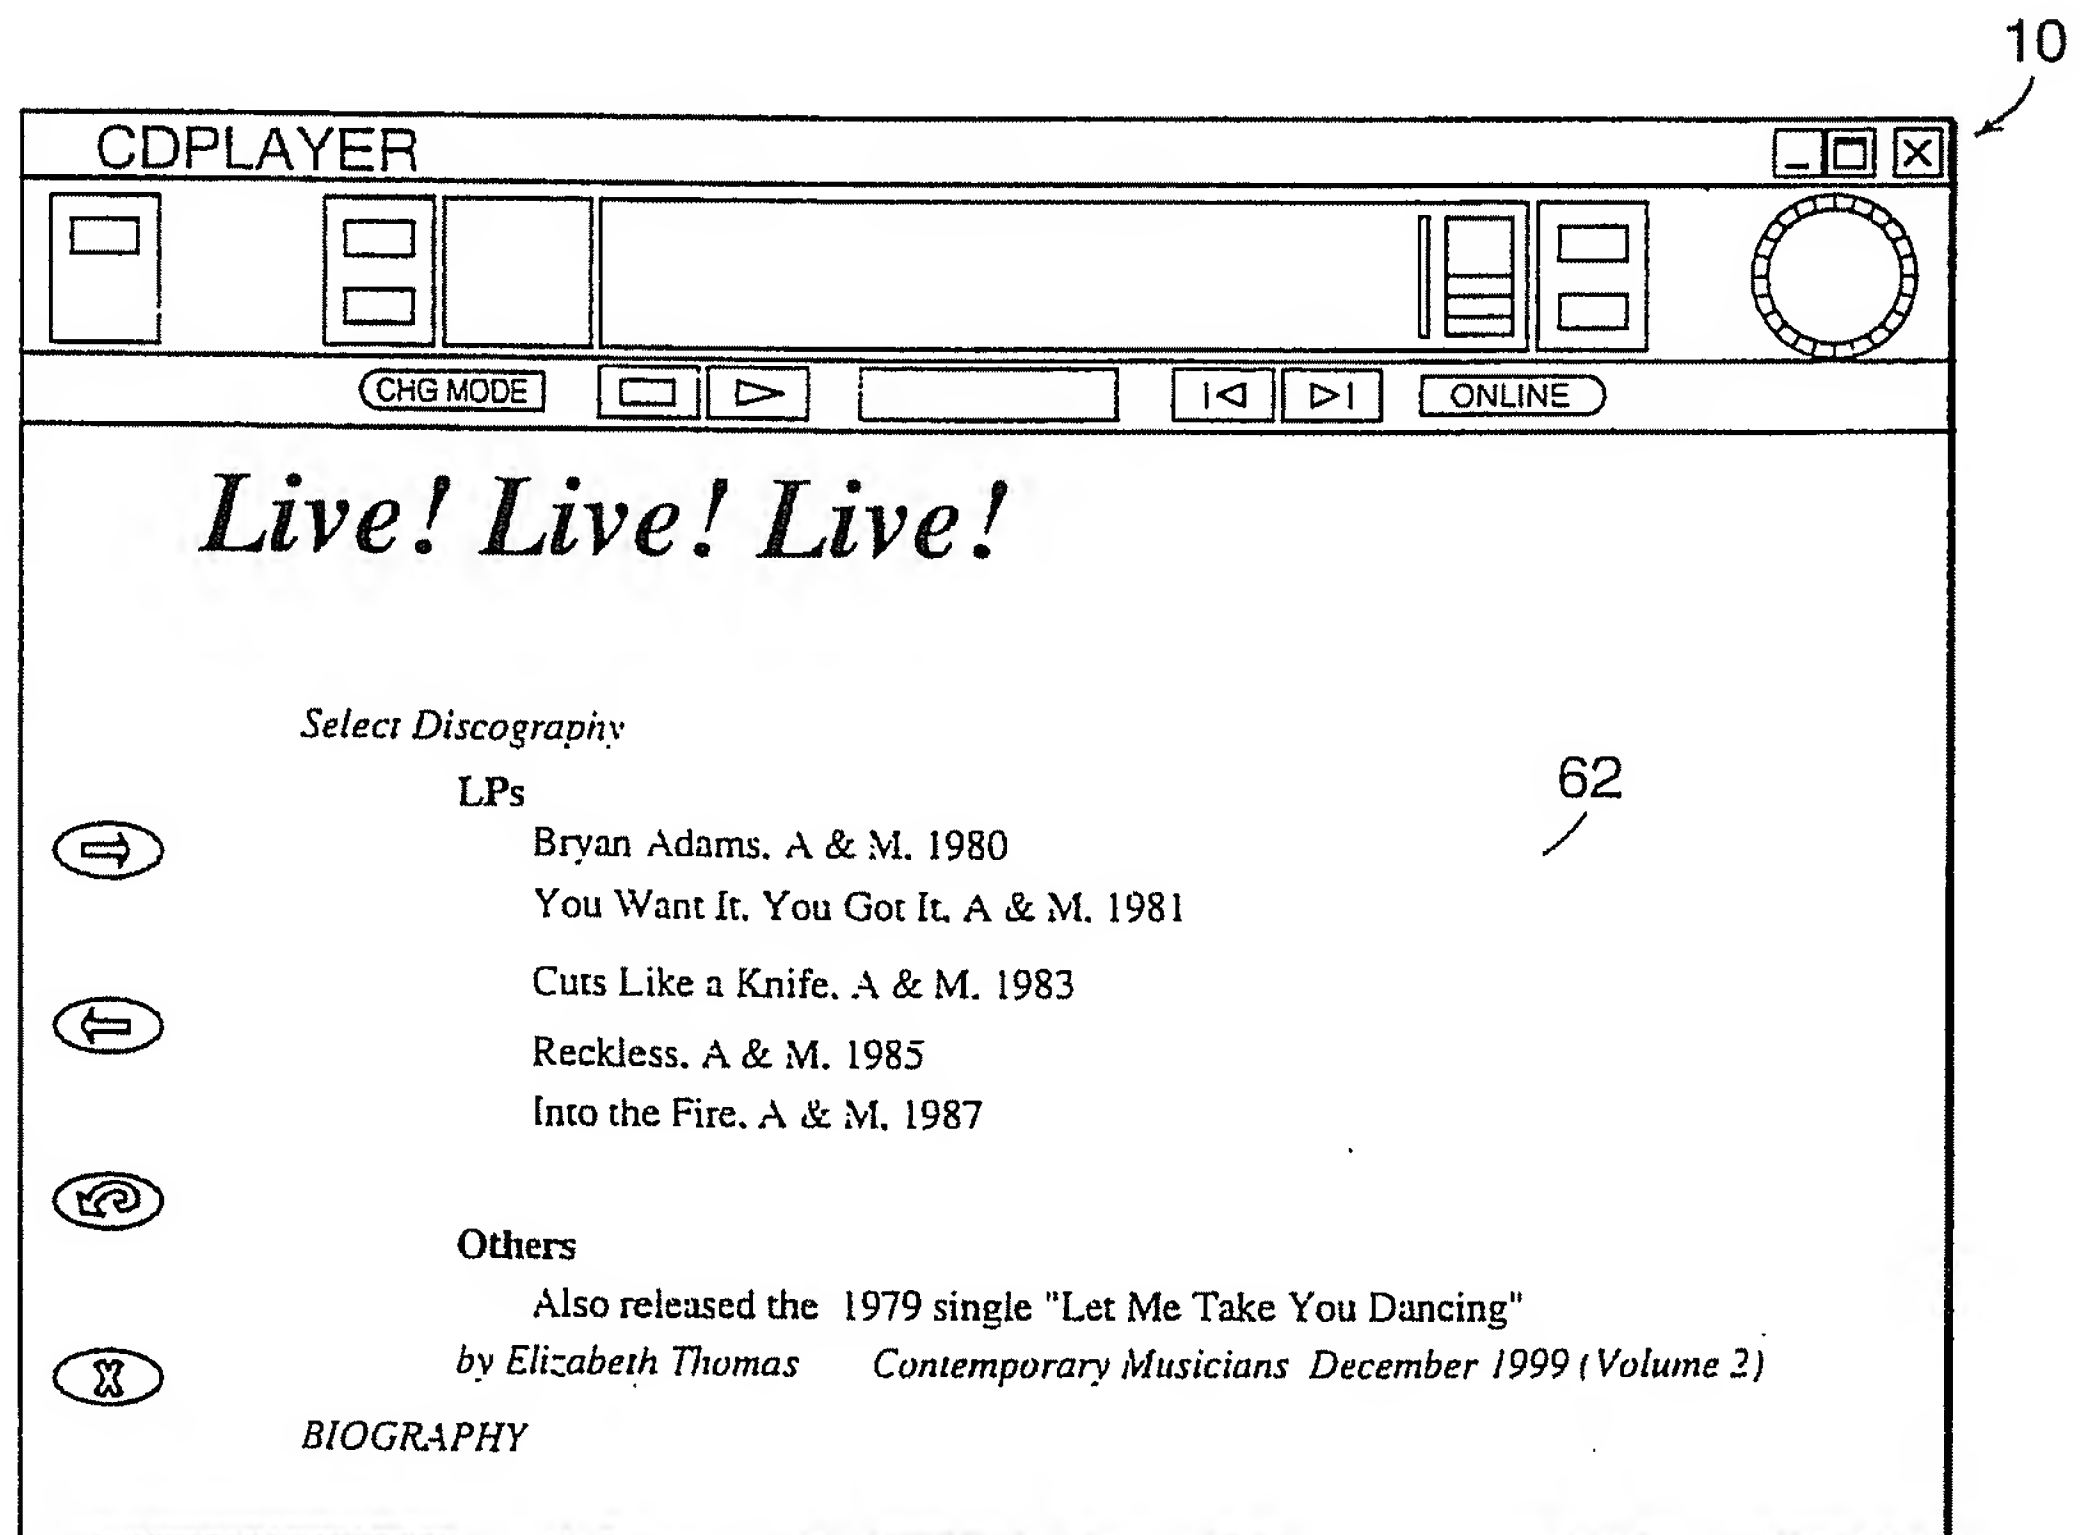 10
CDPLAYER
CHG MODE
ONLINE
Live! Live! Live!
Select Discography
LPs
62
Bryan Adams. A & M. 1980
You Want It. You Got It. A & M. 1981
Cuts Like a Knife. A & M. 1983
Reckless. A & M. 1985
Into the Fire. A & M. 1987
Others
Also released the 1979 single "Let Me Take You Dancing"
by Elizabeth Thomas Contemporary Musicians December 1999 (Volume 2)
BIOGRAPHY